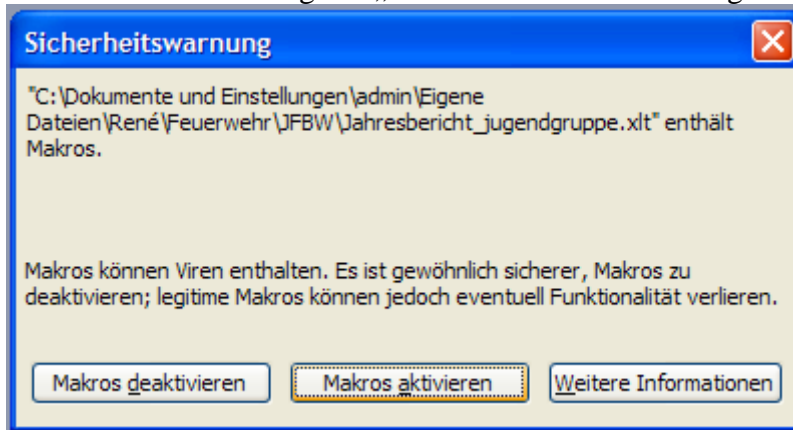 Sicherheitswarnung
"C:\Dokumente und Einstellungen\admin\Eigene
Dateien\René\Feuerwehr\JFBW\Jahresbericht_jugendgruppe.xlt" enthält
Makros.
Makros können Viren enthalten. Es ist gewöhnlich sicherer, Makros zu
deaktivieren; legitime Makros können jedoch eventuell Funktionalität verlieren.
Makros deaktivieren
Makros aktivieren
Weitere Informationen